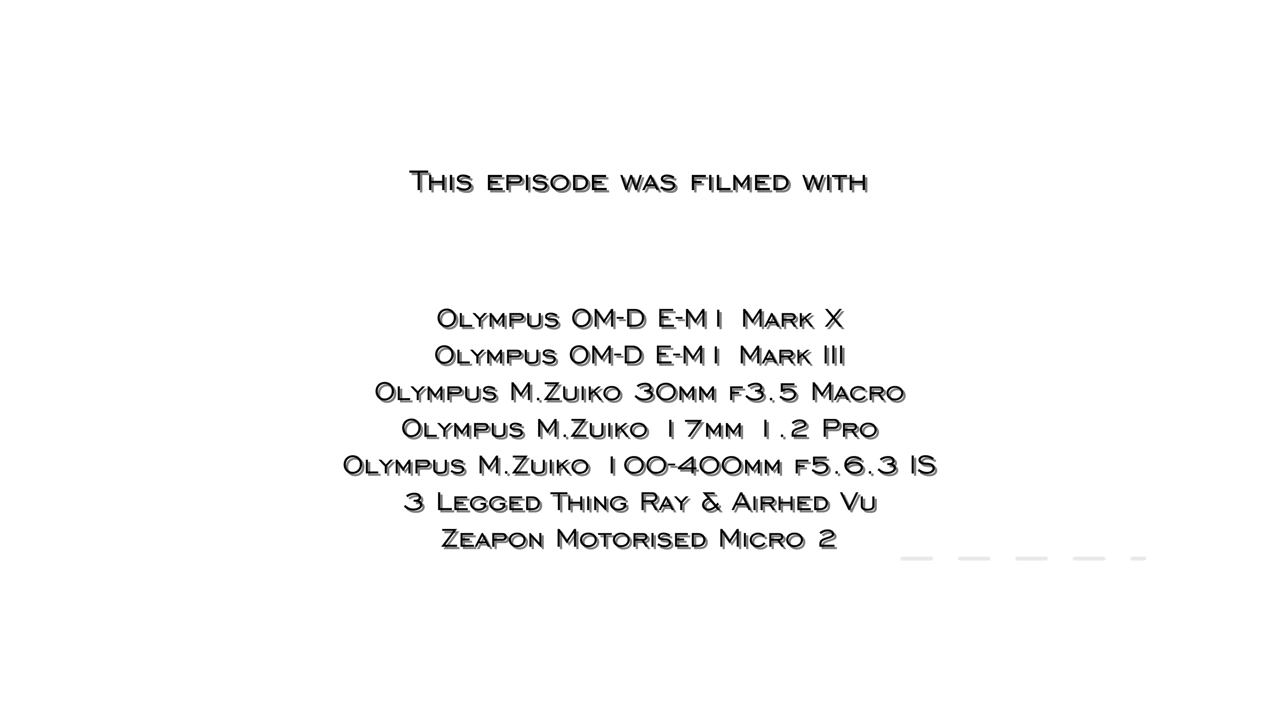 This episode was filmed with
Olympus OM-D E-M1 Mark X
Olympus OM-D E-M1 Mark III
Olympus M.Zuiko 30mm f3.5 Macro
Olympus M.Zuiko 17mm 1.2 Pro
Olympus M.Zuiko 100-400mm f5.6.3 IS
3 Legged Thing Ray & Airhed Vu
Zeapon Motorised Micro 2